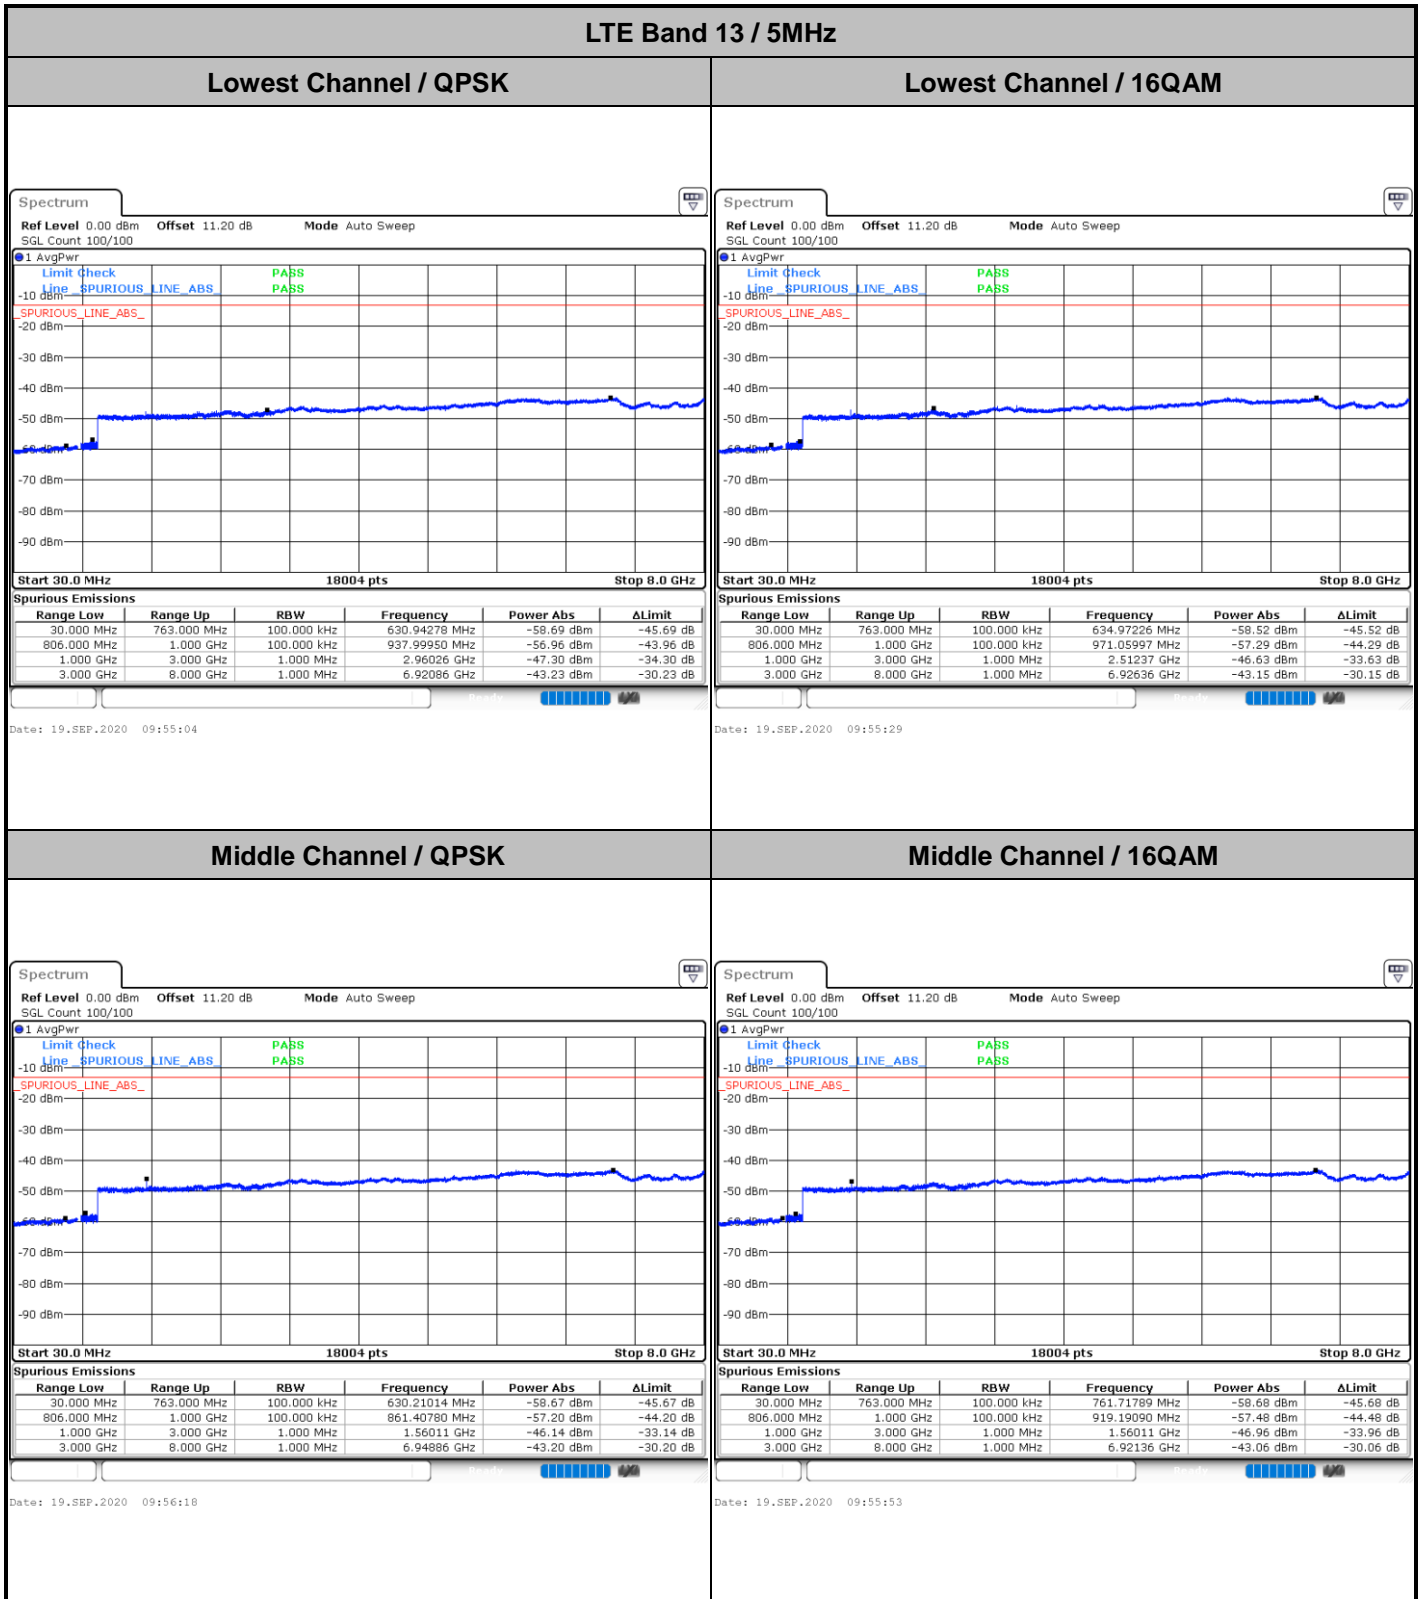 LTE Band 13 / 5MHz
Lowest Channel / QPSK
Lowest Channel / 16QAM
Spectrum
Ref Level 0.00 dBm Offset 11.20 dB Mode Auto Sweep
SGL Count 100/100
1 AvgPwr
Limit Check PASS
Line _SPURIOUS_LINE_ABS_ PASS
-10 dBm
_SPURIOUS_LINE_ABS_
-20 dBm
-30 dBm
-40 dBm
-50 dBm
-60 dBm
-70 dBm
-80 dBm
-90 dBm
Start 30.0 MHz 18004 pts Stop 8.0 GHz
Spurious Emissions
Range Low Range Up RBW Frequency Power Abs ΔLimit
30.000 MHz 763.000 MHz 100.000 kHz 630.94278 MHz -58.69 dBm -45.69 dB
806.000 MHz 1.000 GHz 100.000 kHz 937.99950 MHz -56.96 dBm -43.96 dB
1.000 GHz 3.000 GHz 1.000 MHz 2.96026 GHz -47.30 dBm -34.30 dB
3.000 GHz 8.000 GHz 1.000 MHz 6.92086 GHz -43.23 dBm -30.23 dB
Date: 19.SEP.2020 09:55:04
Spectrum
Ref Level 0.00 dBm Offset 11.20 dB Mode Auto Sweep
SGL Count 100/100
1 AvgPwr
Limit Check PASS
Line _SPURIOUS_LINE_ABS_ PASS
-10 dBm
_SPURIOUS_LINE_ABS_
-20 dBm
-30 dBm
-40 dBm
-50 dBm
-60 dBm
-70 dBm
-80 dBm
-90 dBm
Start 30.0 MHz 18004 pts Stop 8.0 GHz
Spurious Emissions
Range Low Range Up RBW Frequency Power Abs ΔLimit
30.000 MHz 763.000 MHz 100.000 kHz 634.97226 MHz -58.52 dBm -45.52 dB
806.000 MHz 1.000 GHz 100.000 kHz 971.05997 MHz -57.29 dBm -44.29 dB
1.000 GHz 3.000 GHz 1.000 MHz 2.51237 GHz -46.63 dBm -33.63 dB
3.000 GHz 8.000 GHz 1.000 MHz 6.92636 GHz -43.15 dBm -30.15 dB
Date: 19.SEP.2020 09:55:29
Middle Channel / QPSK
Middle Channel / 16QAM
Spectrum
Ref Level 0.00 dBm Offset 11.20 dB Mode Auto Sweep
SGL Count 100/100
1 AvgPwr
Limit Check PASS
Line _SPURIOUS_LINE_ABS_ PASS
-10 dBm
_SPURIOUS_LINE_ABS_
-20 dBm
-30 dBm
-40 dBm
-50 dBm
-60 dBm
-70 dBm
-80 dBm
-90 dBm
Start 30.0 MHz 18004 pts Stop 8.0 GHz
Spurious Emissions
Range Low Range Up RBW Frequency Power Abs ΔLimit
30.000 MHz 763.000 MHz 100.000 kHz 630.21014 MHz -58.67 dBm -45.67 dB
806.000 MHz 1.000 GHz 100.000 kHz 861.40780 MHz -57.20 dBm -44.20 dB
1.000 GHz 3.000 GHz 1.000 MHz 1.56011 GHz -46.14 dBm -33.14 dB
3.000 GHz 8.000 GHz 1.000 MHz 6.94886 GHz -43.20 dBm -30.20 dB
Date: 19.SEP.2020 09:56:18
Spectrum
Ref Level 0.00 dBm Offset 11.20 dB Mode Auto Sweep
SGL Count 100/100
1 AvgPwr
Limit Check PASS
Line _SPURIOUS_LINE_ABS_ PASS
-10 dBm
_SPURIOUS_LINE_ABS_
-20 dBm
-30 dBm
-40 dBm
-50 dBm
-60 dBm
-70 dBm
-80 dBm
-90 dBm
Start 30.0 MHz 18004 pts Stop 8.0 GHz
Spurious Emissions
Range Low Range Up RBW Frequency Power Abs ΔLimit
30.000 MHz 763.000 MHz 100.000 kHz 761.71789 MHz -58.68 dBm -45.68 dB
806.000 MHz 1.000 GHz 100.000 kHz 919.19090 MHz -57.48 dBm -44.48 dB
1.000 GHz 3.000 GHz 1.000 MHz 1.56011 GHz -46.96 dBm -33.96 dB
3.000 GHz 8.000 GHz 1.000 MHz 6.92136 GHz -43.06 dBm -30.06 dB
Date: 19.SEP.2020 09:55:53